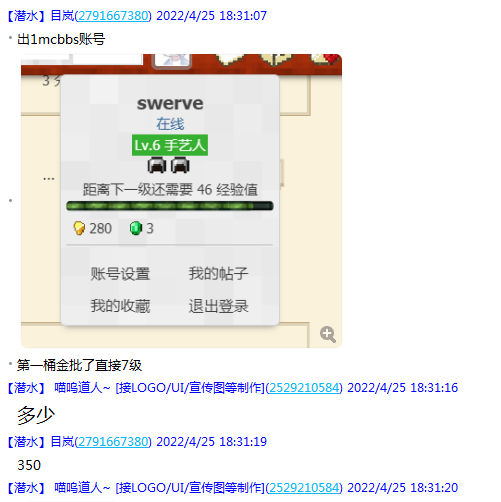 【潜水】目岚(2791667380) 2022/4/25 18:31:07
出1mcbbs账号
swerve
在线
Lv.6 手艺人
距离下一级还需要 46 经验值
280 3
账号设置 我的帖子
我的收藏 退出登录
第一桶金批了直接7级
【潜水】 喵呜道人~ [接LOGO/UI/宣传图等制作](2529210584) 2022/4/25 18:31:16
多少
【潜水】目岚(2791667380) 2022/4/25 18:31:19
350
【潜水】 喵呜道人~ [接LOGO/UI/宣传图等制作](2529210584) 2022/4/25 18:31:20